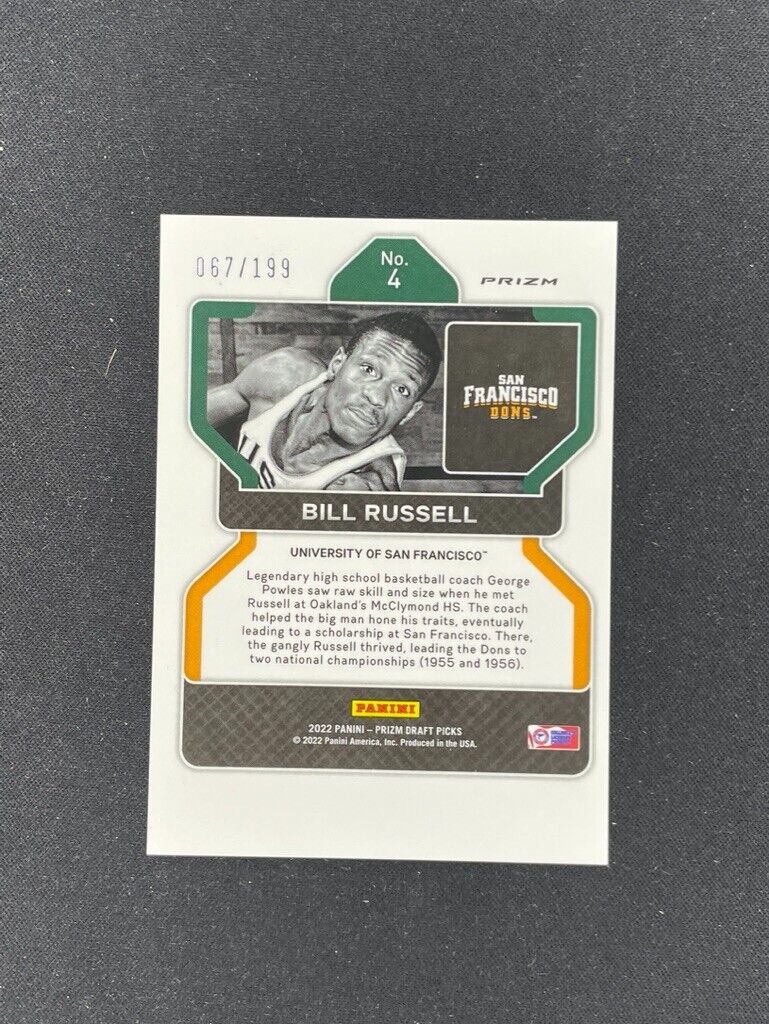 067/199
No.
4
PRIZM
SAN
FRANCISCO
DONS™
BILL RUSSELL
UNIVERSITY OF SAN FRANCISCO™
Legendary high school basketball coach George
Powles saw raw skill and size when he met
Russell at Oakland's McClymond HS. The coach
helped the big man hone his traits, eventually
leading to a scholarship at San Francisco. There,
the gangly Russell thrived, leading the Dons to
two national championships (1955 and 1956).
PANINI
2022 PANINI – PRIZM DRAFT PICKS
© 2022 Panini America, Inc. Produced in the USA.